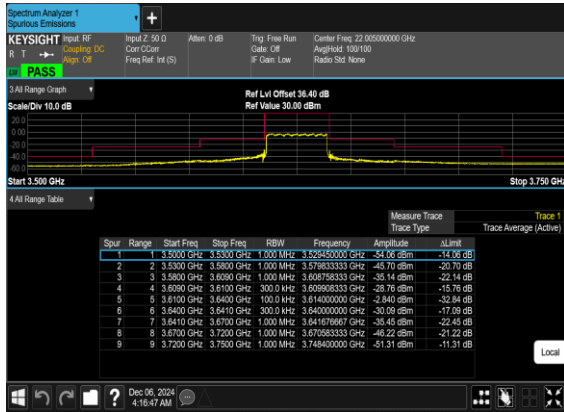 Spectrum Analyzer 1
Spurious Emissions
KEYSIGHT Input: RF Input Z: 50 Ω Atten: 0 dB Trig: Free Run Center Freq: 22.005000000 GHz
R T Coupling: DC Corr CCorr Gate: Off Avg|Hold: 100/100
Align: Off Freq Ref: Int (S) IF Gain: Low Radio Std: None
LXI PASS
3 All Range Graph
Ref Lvl Offset 36.40 dB
Scale/Div 10.0 dB Ref Value 30.00 dBm
20.0
0.00
-20.0
-40.0
-60.0
Start 3.500 GHz Stop 3.750 GHz
4 All Range Table
Measure Trace Trace 1
Trace Type Trace Average (Active)
Spur Range Start Freq Stop Freq RBW Frequency Amplitude ΔLimit
1 1 3.5000 GHz 3.5300 GHz 1.000 MHz 3.529450000 GHz -54.06 dBm -14.06 dB
2 2 3.5300 GHz 3.5800 GHz 1.000 MHz 3.579833333 GHz -45.70 dBm -20.70 dB
3 3 3.5800 GHz 3.6090 GHz 1.000 MHz 3.608758333 GHz -35.14 dBm -22.14 dB
4 4 3.6090 GHz 3.6100 GHz 300.0 kHz 3.609908333 GHz -28.76 dBm -15.76 dB
5 5 3.6100 GHz 3.6400 GHz 100.0 kHz 3.614000000 GHz -2.840 dBm -32.84 dB
6 6 3.6400 GHz 3.6410 GHz 300.0 kHz 3.640000000 GHz -30.09 dBm -17.09 dB
7 7 3.6410 GHz 3.6700 GHz 1.000 MHz 3.641676667 GHz -35.45 dBm -22.45 dB
8 8 3.6700 GHz 3.7200 GHz 1.000 MHz 3.670583333 GHz -46.22 dBm -21.22 dB
9 9 3.7200 GHz 3.7500 GHz 1.000 MHz 3.748400000 GHz -51.31 dBm -11.31 dB
Local
Dec 06, 2024
4:16:47 AM